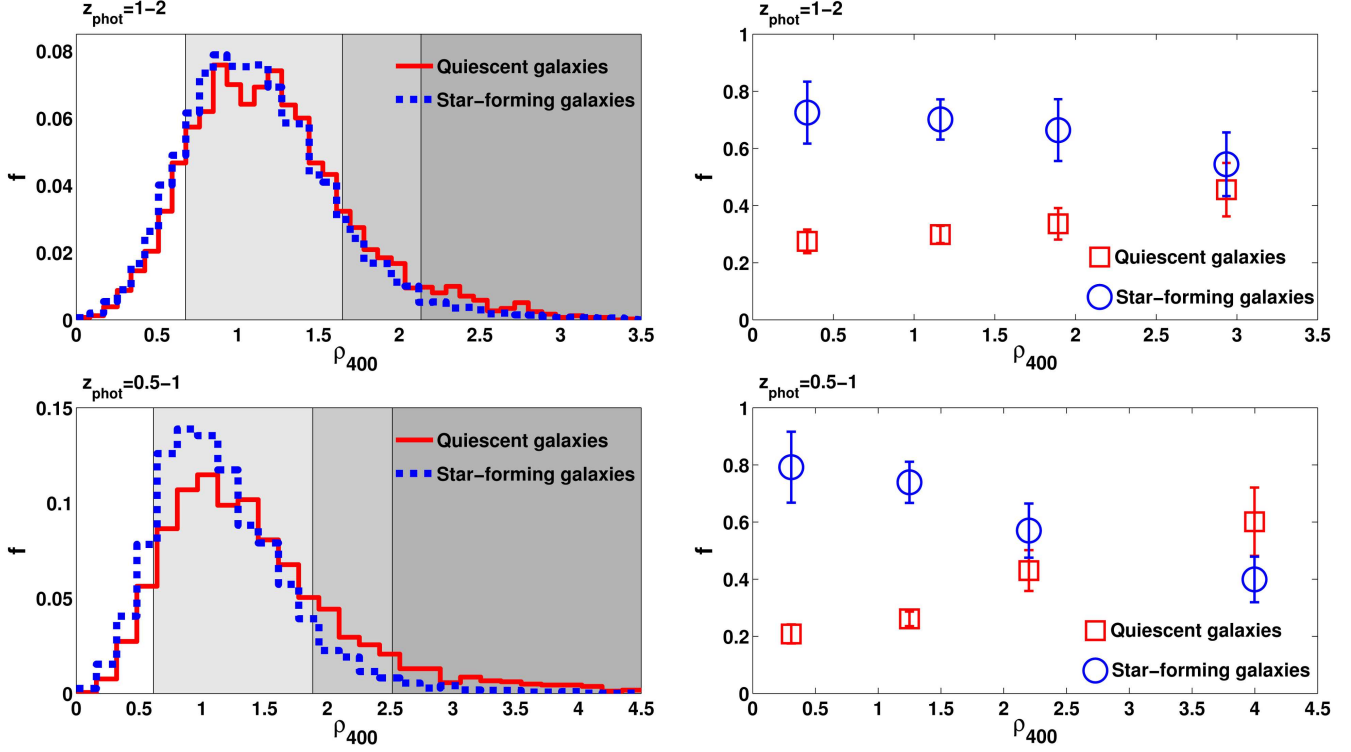 z_phot=1−2
0.08
0.06
0.04
0.02
0
f
0 0.5 1 1.5 2 2.5 3 3.5
ρ_400
Quiescent galaxies
Star−forming galaxies
z_phot=1−2
1
0.8
0.6
0.4
0.2
0
f
0 0.5 1 1.5 2 2.5 3 3.5
ρ_400
Quiescent galaxies
Star−forming galaxies
z_phot=0.5−1
0.15
0.1
0.05
0
f
0 0.5 1 1.5 2 2.5 3 3.5 4 4.5
ρ_400
Quiescent galaxies
Star−forming galaxies
z_phot=0.5−1
1
0.8
0.6
0.4
0.2
0
f
0 0.5 1 1.5 2 2.5 3 3.5 4 4.5
ρ_400
Quiescent galaxies
Star−forming galaxies